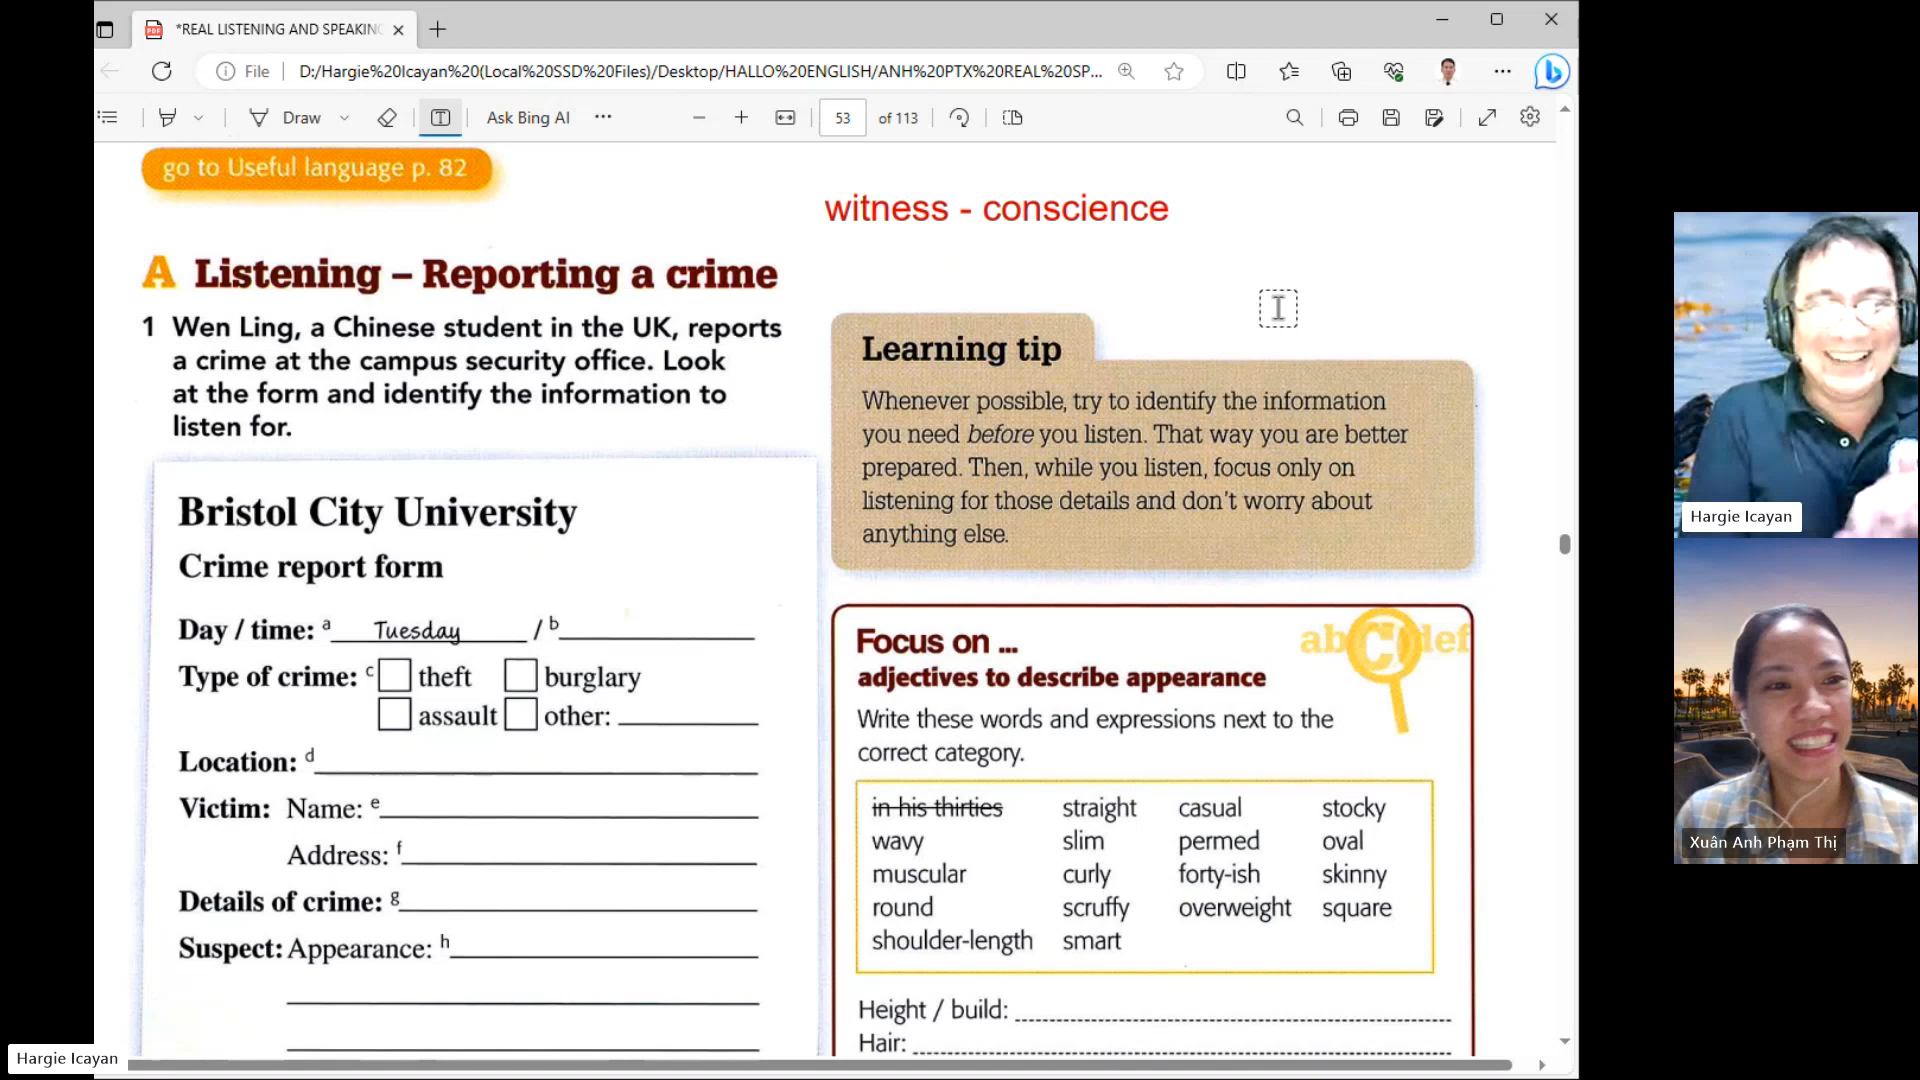 *REAL LISTENING AND SPEAKING
File
D:/Hargie%20Icayan%20(Local%20SSD%20Files)/Desktop/HALLO%20ENGLISH/ANH%20PTX%20REAL%20SP...
Draw
Ask Bing AI
53
of 113
go to Useful language p. 82
witness - conscience
A Listening – Reporting a crime
1 Wen Ling, a Chinese student in the UK, reports
a crime at the campus security office. Look
at the form and identify the information to
listen for.
Bristol City University
Crime report form
Day / time: a Tuesday / b
Type of crime: c theft burglary
assault other:
Location: d
Victim: Name: e
Address: f
Details of crime: g
Suspect: Appearance: h
Learning tip
Whenever possible, try to identify the information
you need before you listen. That way you are better
prepared. Then, while you listen, focus only on
listening for those details and don't worry about
anything else.
Focus on ...
abcdef
adjectives to describe appearance
Write these words and expressions next to the
correct category.
in his thirties straight casual stocky
wavy slim permed oval
muscular curly forty-ish skinny
round scruffy overweight square
shoulder-length smart
Height / build:
Hair:
Hargie Icayan
Xuân Anh Phạm Thị
Hargie Icayan